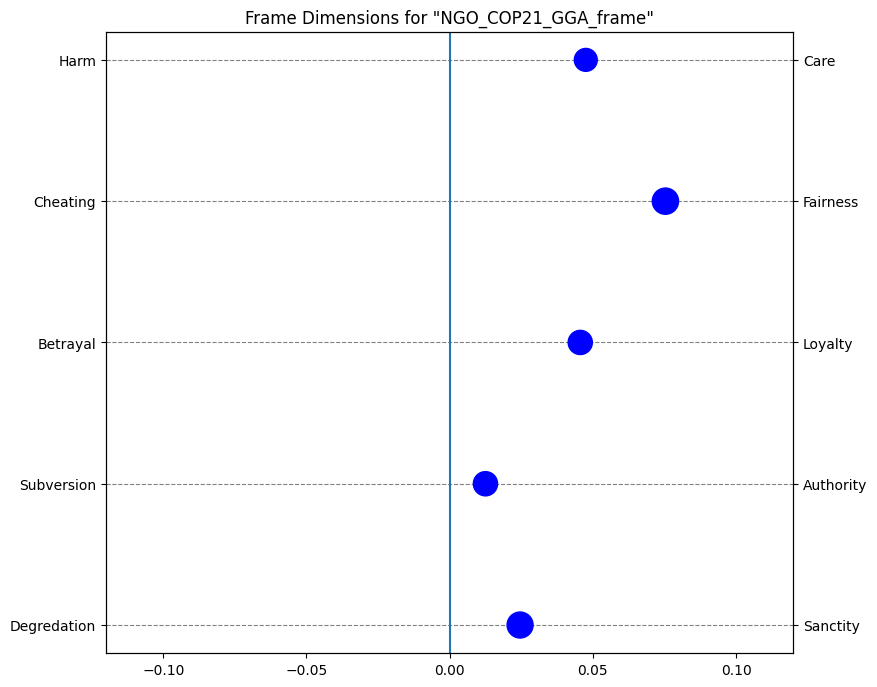 Frame Dimensions for "NGO_COP21_GGA_frame"
Harm Care
Cheating Fairness
Betrayal Loyalty
Subversion Authority
Degredation Sanctity
−0.10 −0.05 0.00 0.05 0.10